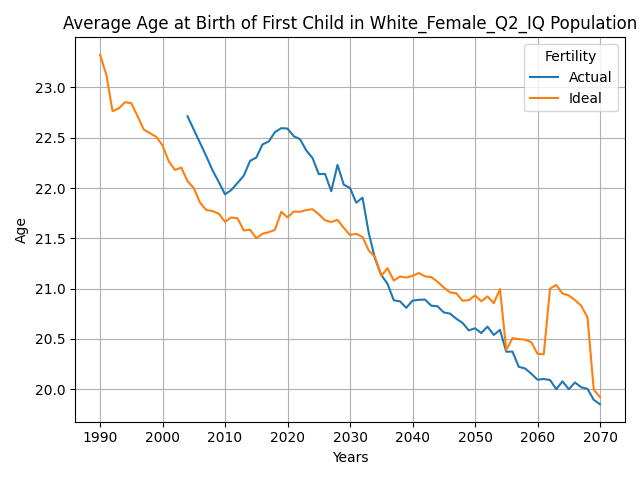 Average Age at Birth of First Child in White_Female_Q2_IQ Population
Fertility
Actual
Ideal
Age
23.0
22.5
22.0
21.5
21.0
20.5
20.0
1990 2000 2010 2020 2030 2040 2050 2060 2070
Years